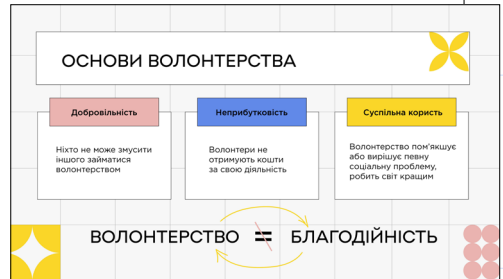 ОСНОВИ ВОЛОНТЕРСТВА
Добровільність
Неприбутковість
Суспільна користь
Ніхто не може змусити
іншого займатися
волонтерством
Волонтери не
отримують кошти
за свою діяльність
Волонтерство пом'якшує
або вирішує певну
соціальну проблему,
робить світ кращим
ВОЛОНТЕРСТВО ≠ БЛАГОДІЙНІСТЬ